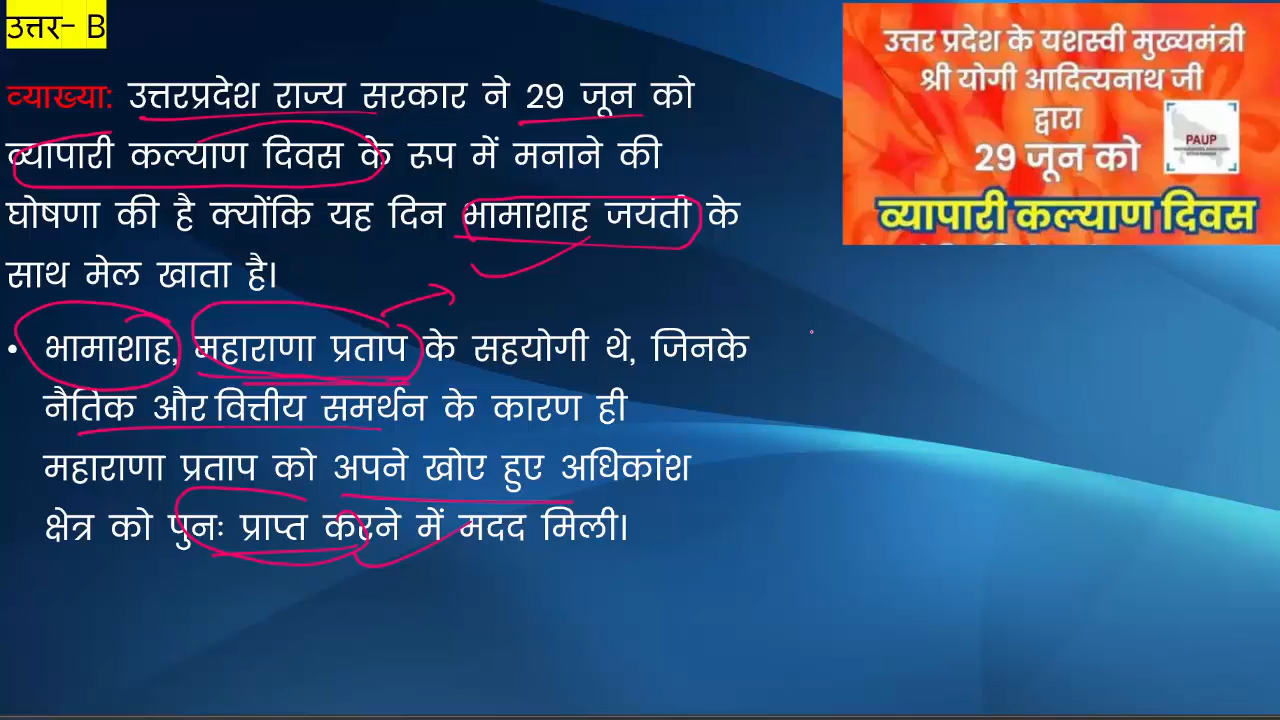 उत्तर- B
व्याख्या: उत्तरप्रदेश राज्य सरकार ने 29 जून को
व्यापारी कल्याण दिवस के रूप में मनाने की
घोषणा की है क्योंकि यह दिन भामाशाह जयंती के
साथ मेल खाता है।
• भामाशाह, महाराणा प्रताप के सहयोगी थे, जिनके
नैतिक और वित्तीय समर्थन के कारण ही
महाराणा प्रताप को अपने खोए हुए अधिकांश
क्षेत्र को पुनः प्राप्त करने में मदद मिली।
उत्तर प्रदेश के यशस्वी मुख्यमंत्री
श्री योगी आदित्यनाथ जी
द्वारा
29 जून को
PAUP
व्यापारी कल्याण दिवस